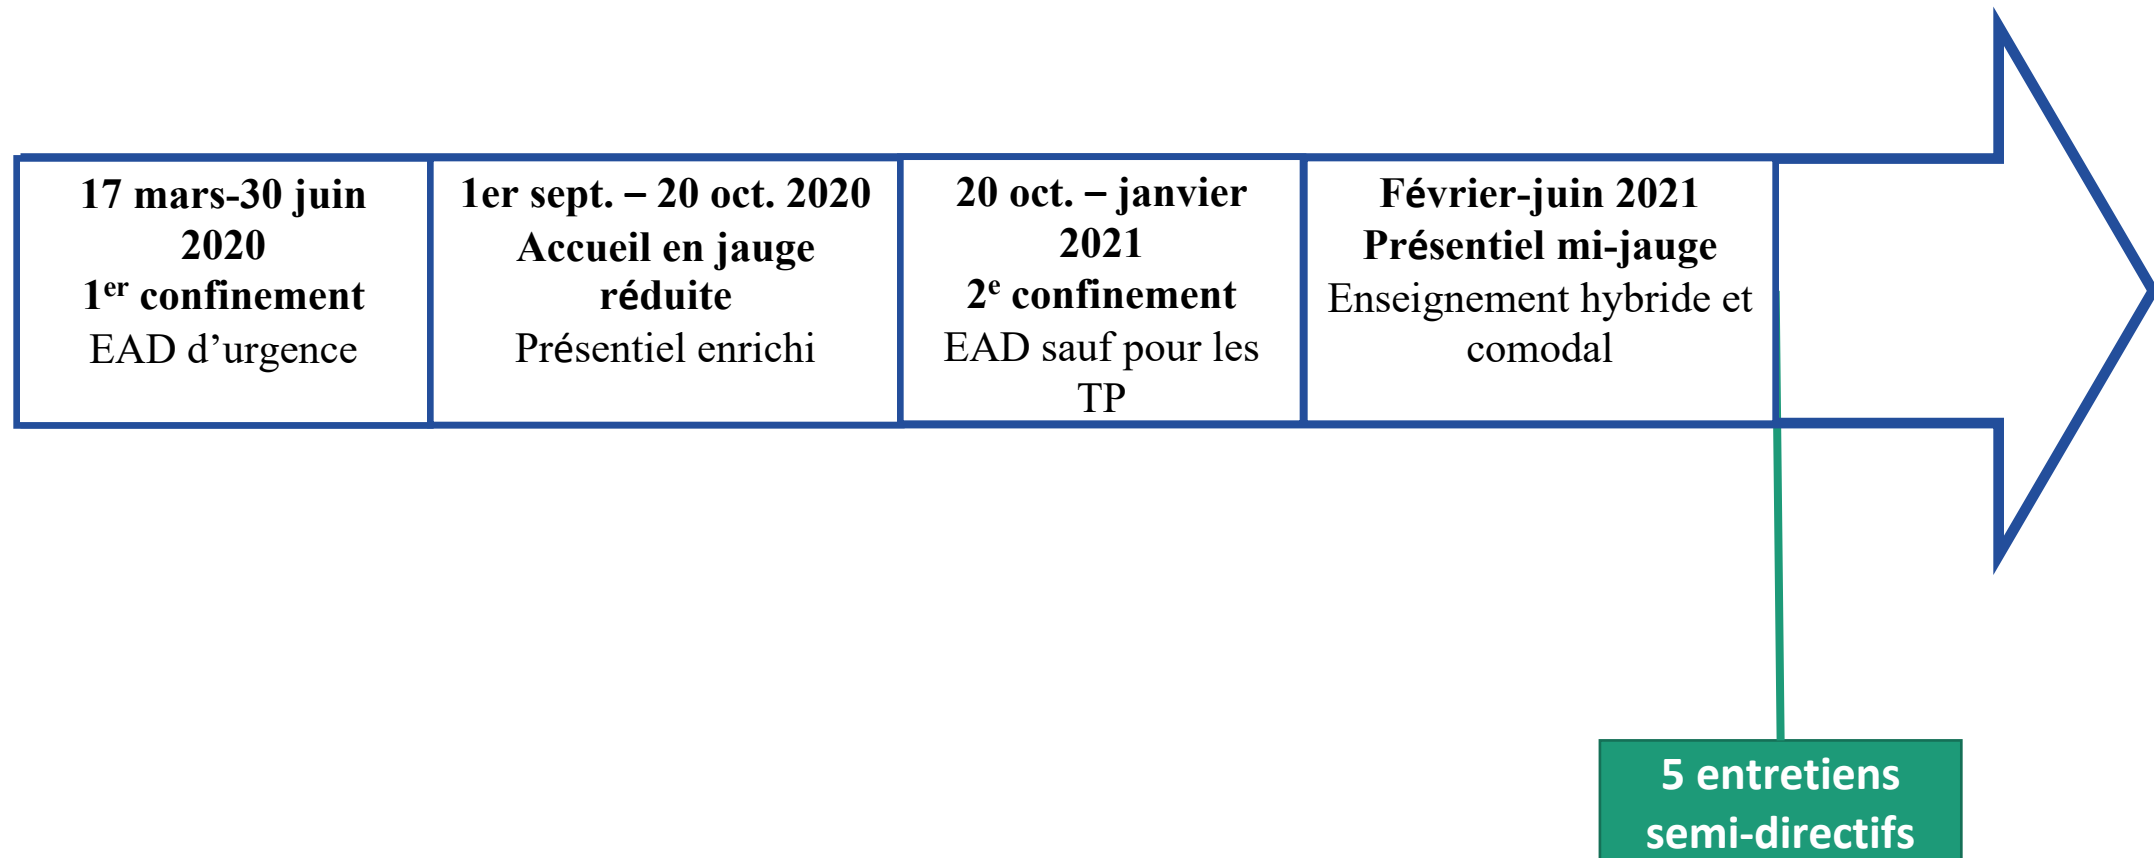 17 mars-30 juin
2020
1er confinement
EAD d’urgence
1er sept. – 20 oct. 2020
Accueil en jauge
réduite
Présentiel enrichi
20 oct. – janvier
2021
2e confinement
EAD sauf pour les
TP
Février-juin 2021
Présentiel mi-jauge
Enseignement hybride et
comodal
5 entretiens
semi-directifs